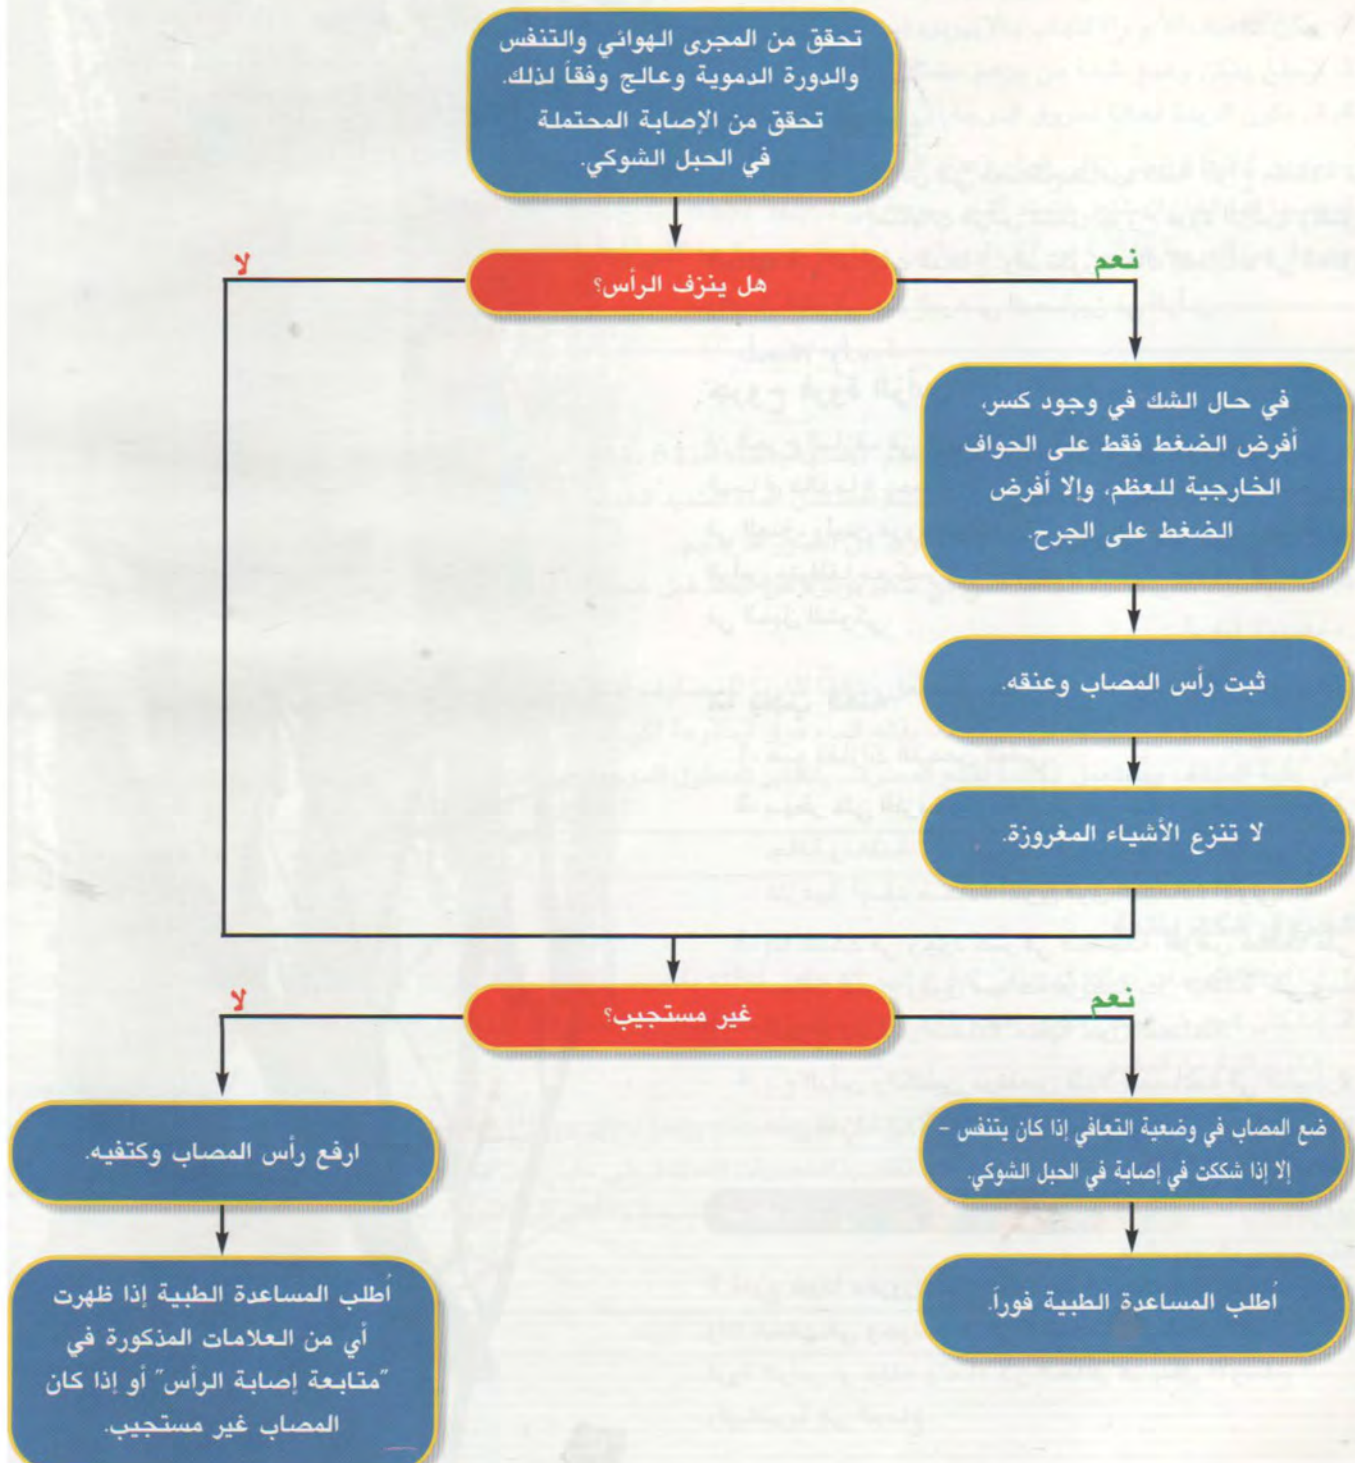 تحقق من المجرى الهوائي والتنفس
والدورة الدموية وعالج وفقاً لذلك.
تحقق من الإصابة المحتملة
في الحبل الشوكي.
هل ينزف الرأس؟
نعم
لا
في حال الشك في وجود كسر،
أفرض الضغط فقط على الحواف
الخارجية للعظم، وإلا أفرض
الضغط على الجرح.
ثبت رأس المصاب وعنقه.
لا تنزع الأشياء المغروزة.
غير مستجيب؟
نعم
لا
ضع المصاب في وضعية التعافي إذا كان يتنفس –
إلا إذا شككت في إصابة في الحبل الشوكي.
أطلب المساعدة الطبية فوراً.
ارفع رأس المصاب وكتفيه.
أطلب المساعدة الطبية إذا ظهرت
أي من العلامات المذكورة في
"متابعة إصابة الرأس" أو إذا كان
المصاب غير مستجيب.